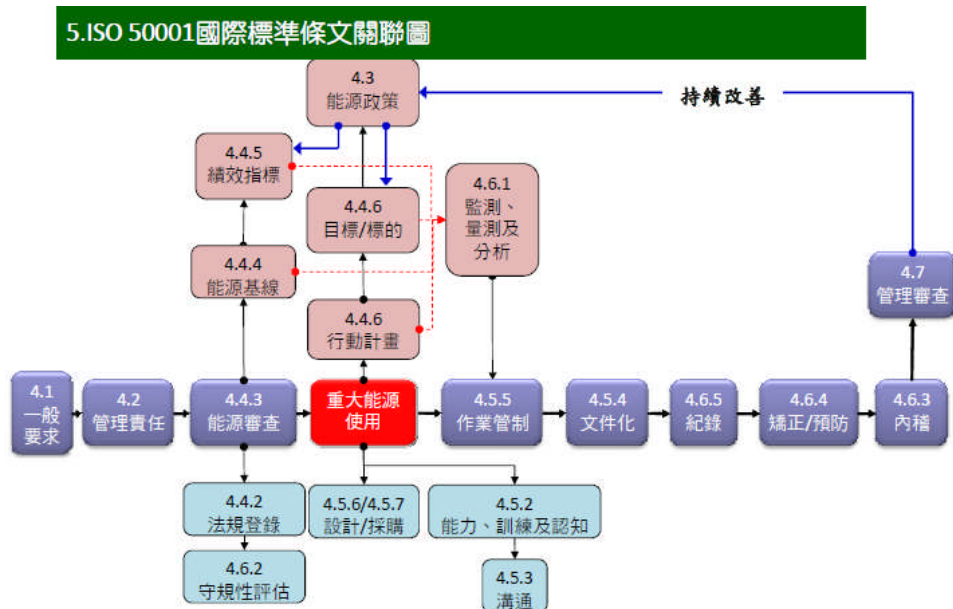 5.ISO 50001國際標準條文關聯圖
4.3
能源政策
持續改善
4.4.5
績效指標
4.4.6
目標/標的
4.6.1
監測、
量測及
分析
4.4.4
能源基線
4.7
管理審查
4.4.6
行動計畫
4.1
一般
要求
4.2
管理責任
4.4.3
能源審查
重大能源
使用
4.5.5
作業管制
4.5.4
文件化
4.6.5
紀錄
4.6.4
矯正/預防
4.6.3
內稽
4.4.2
法規登錄
4.5.6/4.5.7
設計/採購
4.5.2
能力、訓練及認知
4.6.2
守規性評估
4.5.3
溝通